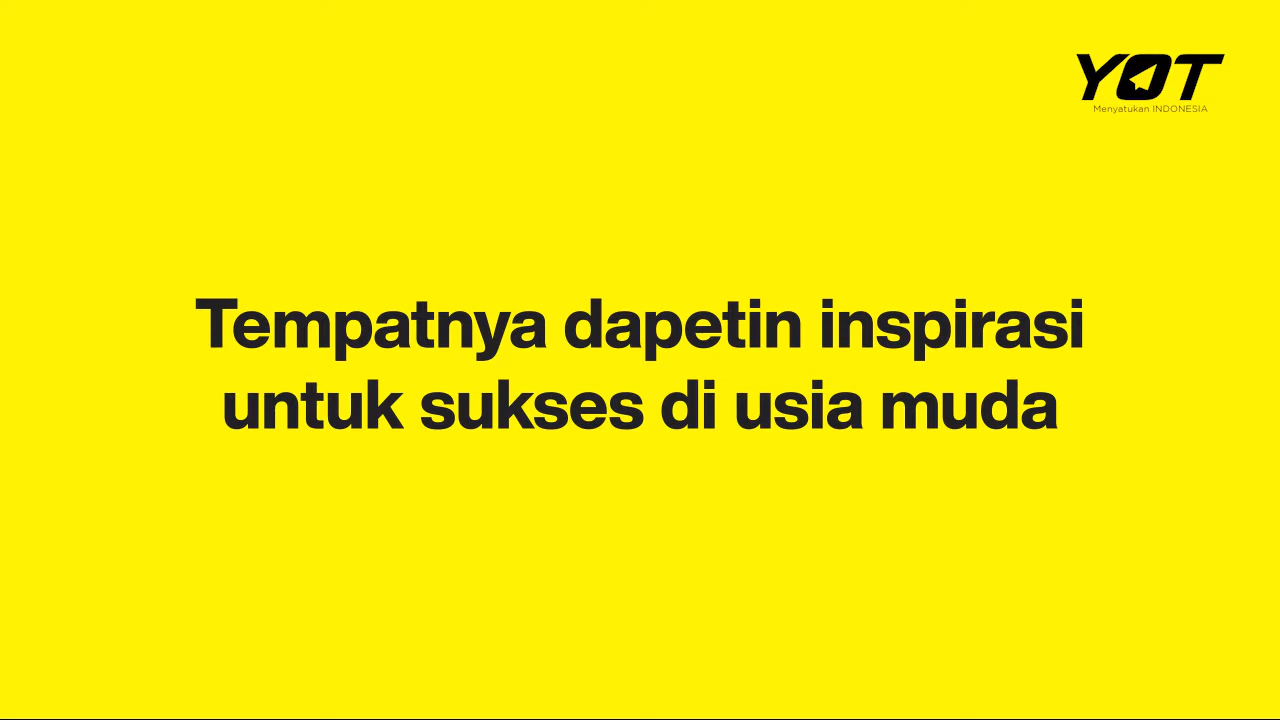 YOT
Menyatukan INDONESIA
Tempatnya dapetin inspirasi
untuk sukses di usia muda